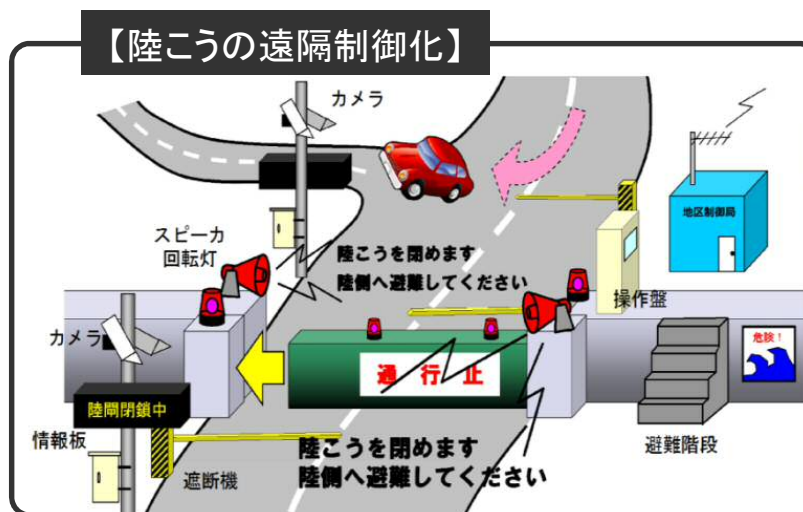 【陸こうの遠隔制御化】
カメラ
地区制御局
スピーカ
回転灯
陸こうを閉めます
陸側へ避難してください
操作盤
カメラ
危険！
通行止
陸閘閉鎖中
情報板
遮断機
陸こうを閉めます
陸側へ避難してください
避難階段